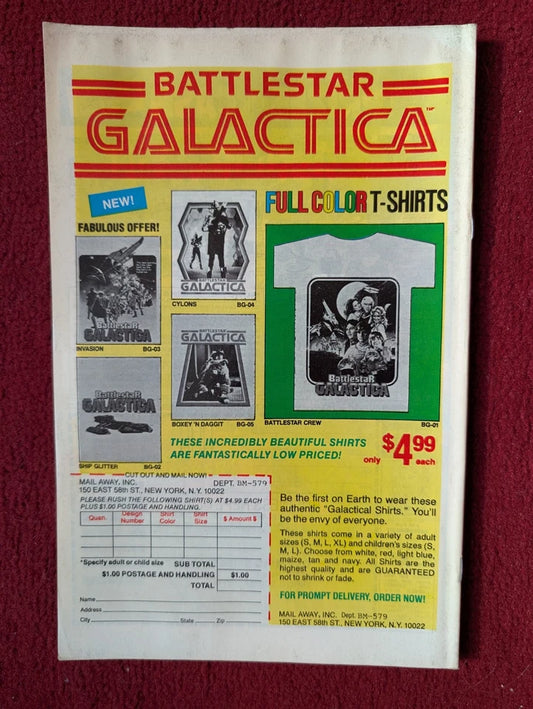 BATTLESTAR
GALACTICA™
NEW!
FABULOUS OFFER!
FULL COLOR T-SHIRTS
BattlestaR
GALACTICA
INVASION BG-03
BATTLESTAR
GALACTICA
CYLONS BG-04
BattlestaR
GALACTICA
SHIP GLITTER BG-02
BATTLESTAR
GALACTICA
BOXEY 'N DAGGIT BG-05
BattlestaR
GALACTICA
BATTLESTAR CREW BG-01
THESE INCREDIBLY BEAUTIFUL SHIRTS
ARE FANTASTICALLY LOW PRICED!
only $4.99 each
CUT OUT AND MAIL NOW!
MAIL AWAY, INC. DEPT. BM-579
150 EAST 58th ST., NEW YORK, N.Y. 10022
PLEASE RUSH THE FOLLOWING SHIRT(S) AT $4.99 EACH
PLUS $1.00 POSTAGE AND HANDLING.
Quan. Design Number Shirt Color Shirt Size $ Amount $
*Specify adult or child size SUB TOTAL
$1.00 POSTAGE AND HANDLING $1.00
TOTAL
Name
Address
City State Zip
Be the first on Earth to wear these
authentic "Galactical Shirts." You'll
be the envy of everyone.
These shirts come in a variety of adult
sizes (S, M, L, XL) and children's sizes (S,
M, L). Choose from white, red, light blue,
maize, tan and navy. All Shirts are the
highest quality and are GUARANTEED
not to shrink or fade.
FOR PROMPT DELIVERY, ORDER NOW!
MAIL AWAY, INC. Dept. BM-579
150 EAST 58th ST., NEW YORK, N.Y. 10022